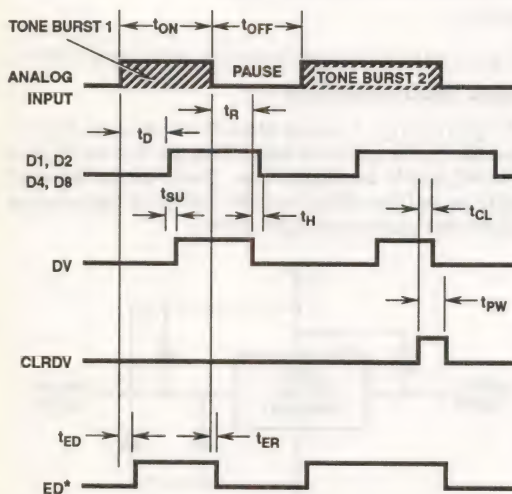 TONE BURST 1
tON
tOFF
ANALOG
INPUT
PAUSE
TONE BURST 2
tD
tR
D1, D2
D4, D8
tSU
tH
tCL
DV
tPW
CLRDV
tED
tER
ED*